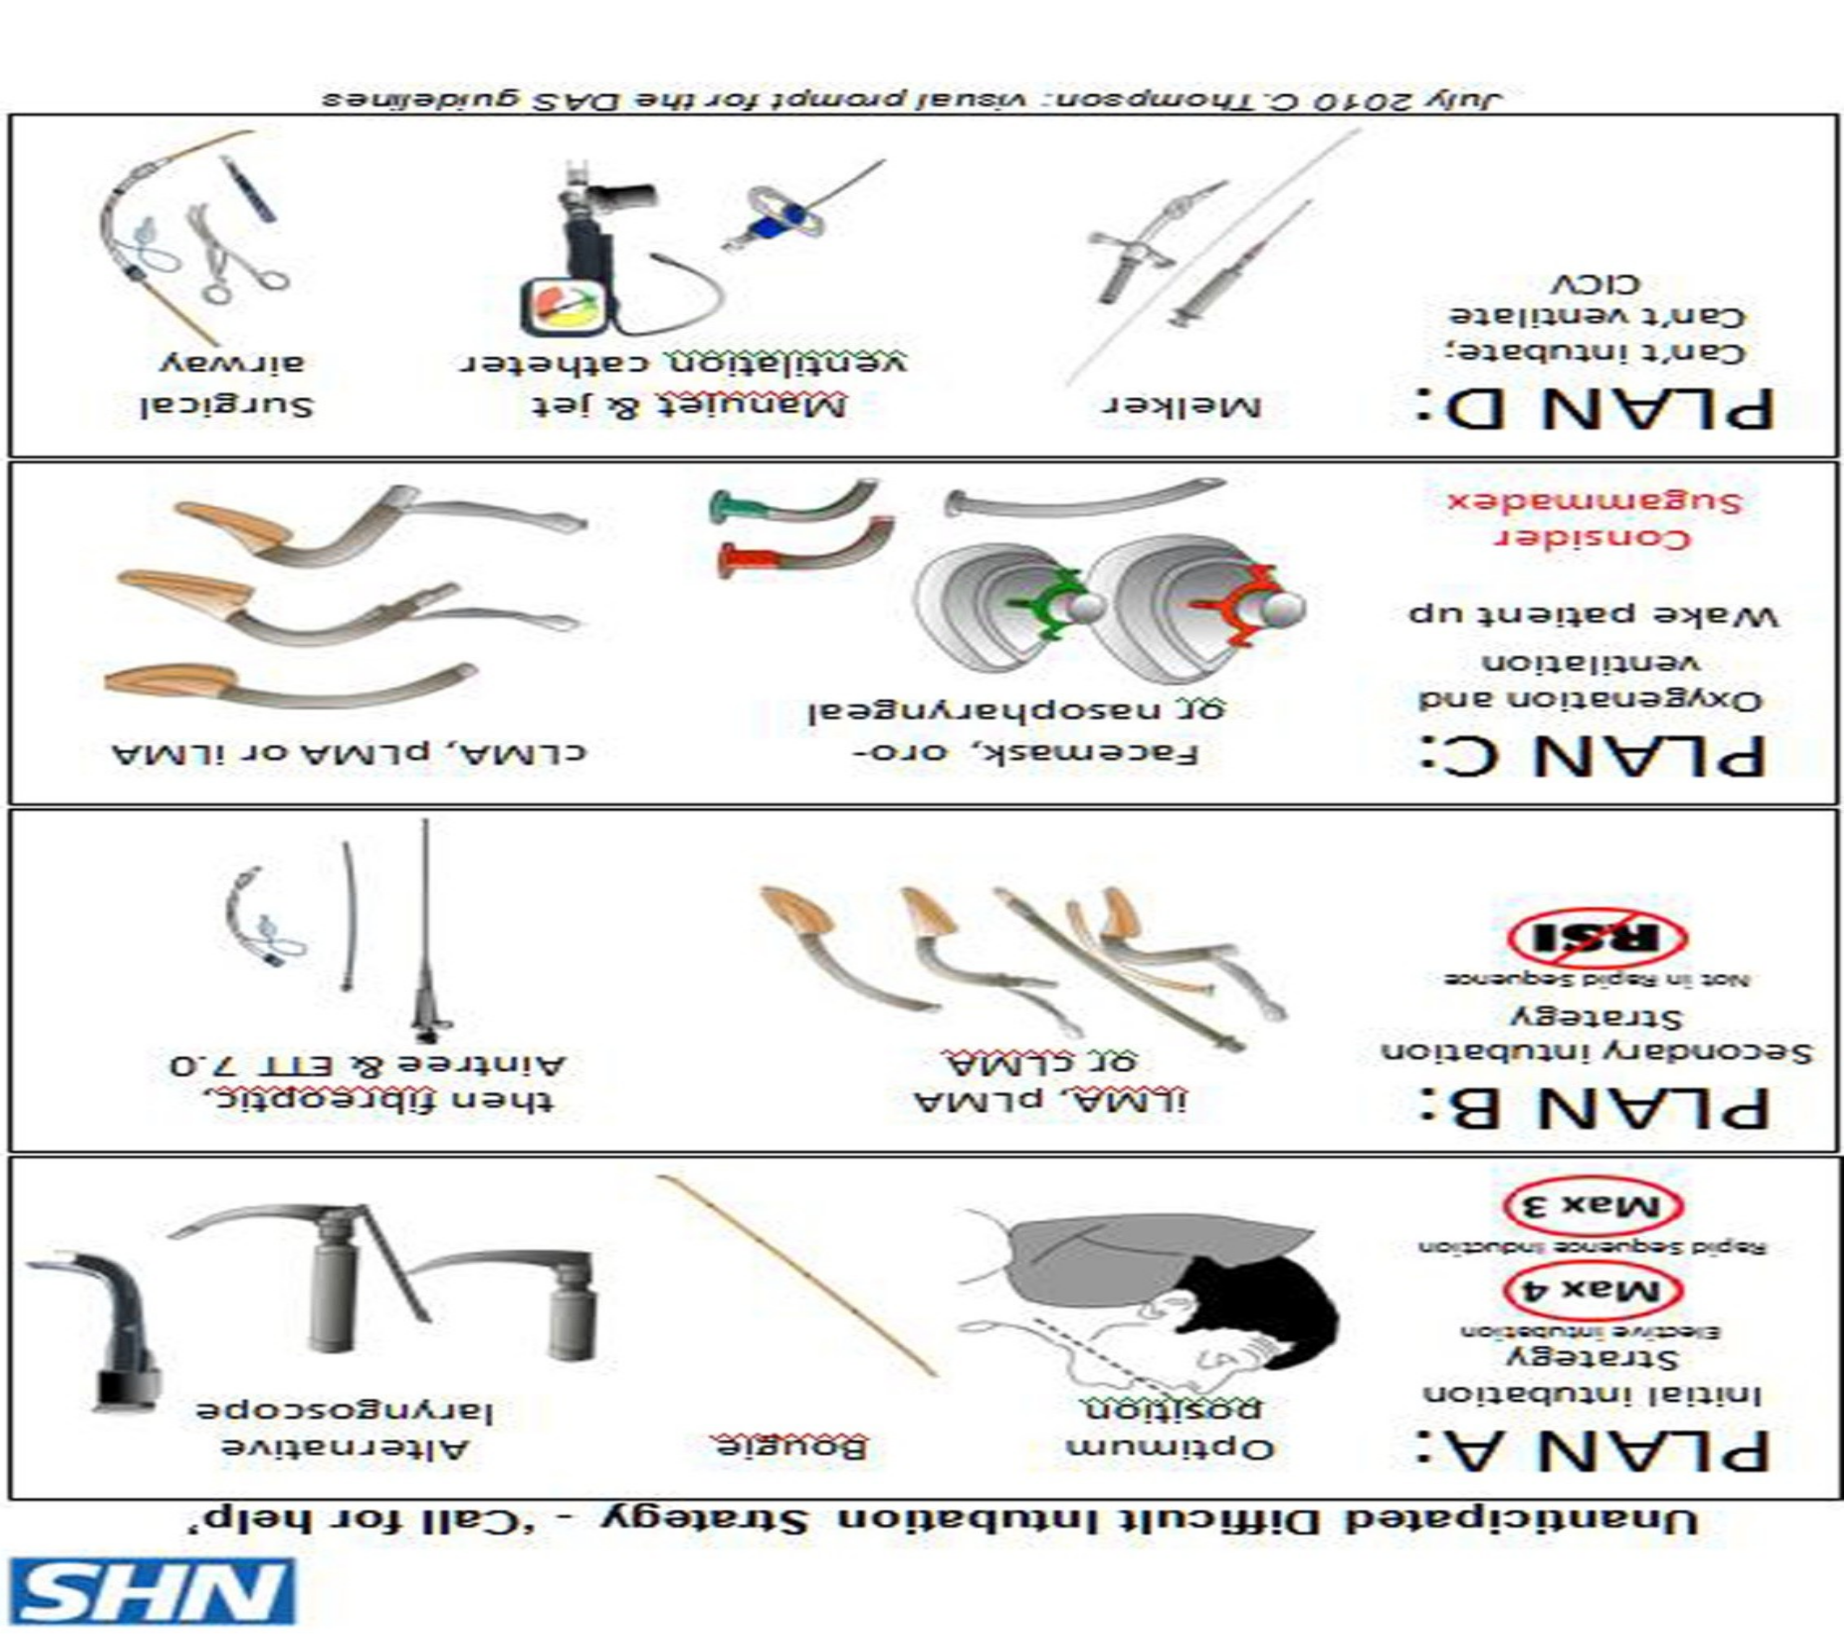 NHS
Unanticipated Difficult Intubation Strategy - ‘Call for help’
PLAN A:
Initial intubation
Strategy
Elective intubation
Max 4
Rapid Sequence Induction
Max 3
Optimum
position
Bougie
Alternative
laryngoscope
PLAN B:
Secondary intubation
Strategy
Not in Rapid Sequence
RSI
iLMA, pLMA
or cLMA
then fibreoptic,
Aintree & ETT 7.0
PLAN C:
Oxygenation and
ventilation
Wake patient up
Consider
Sugammadex
Facemask, oro-
or nasopharyngeal
cLMA, pLMA or iLMA
PLAN D:
Can't intubate;
Can't ventilate
CICV
Melker
Manujet & jet
ventilation catheter
Surgical
airway
July 2010 C.Thompson: visual prompt for the DAS guidelines